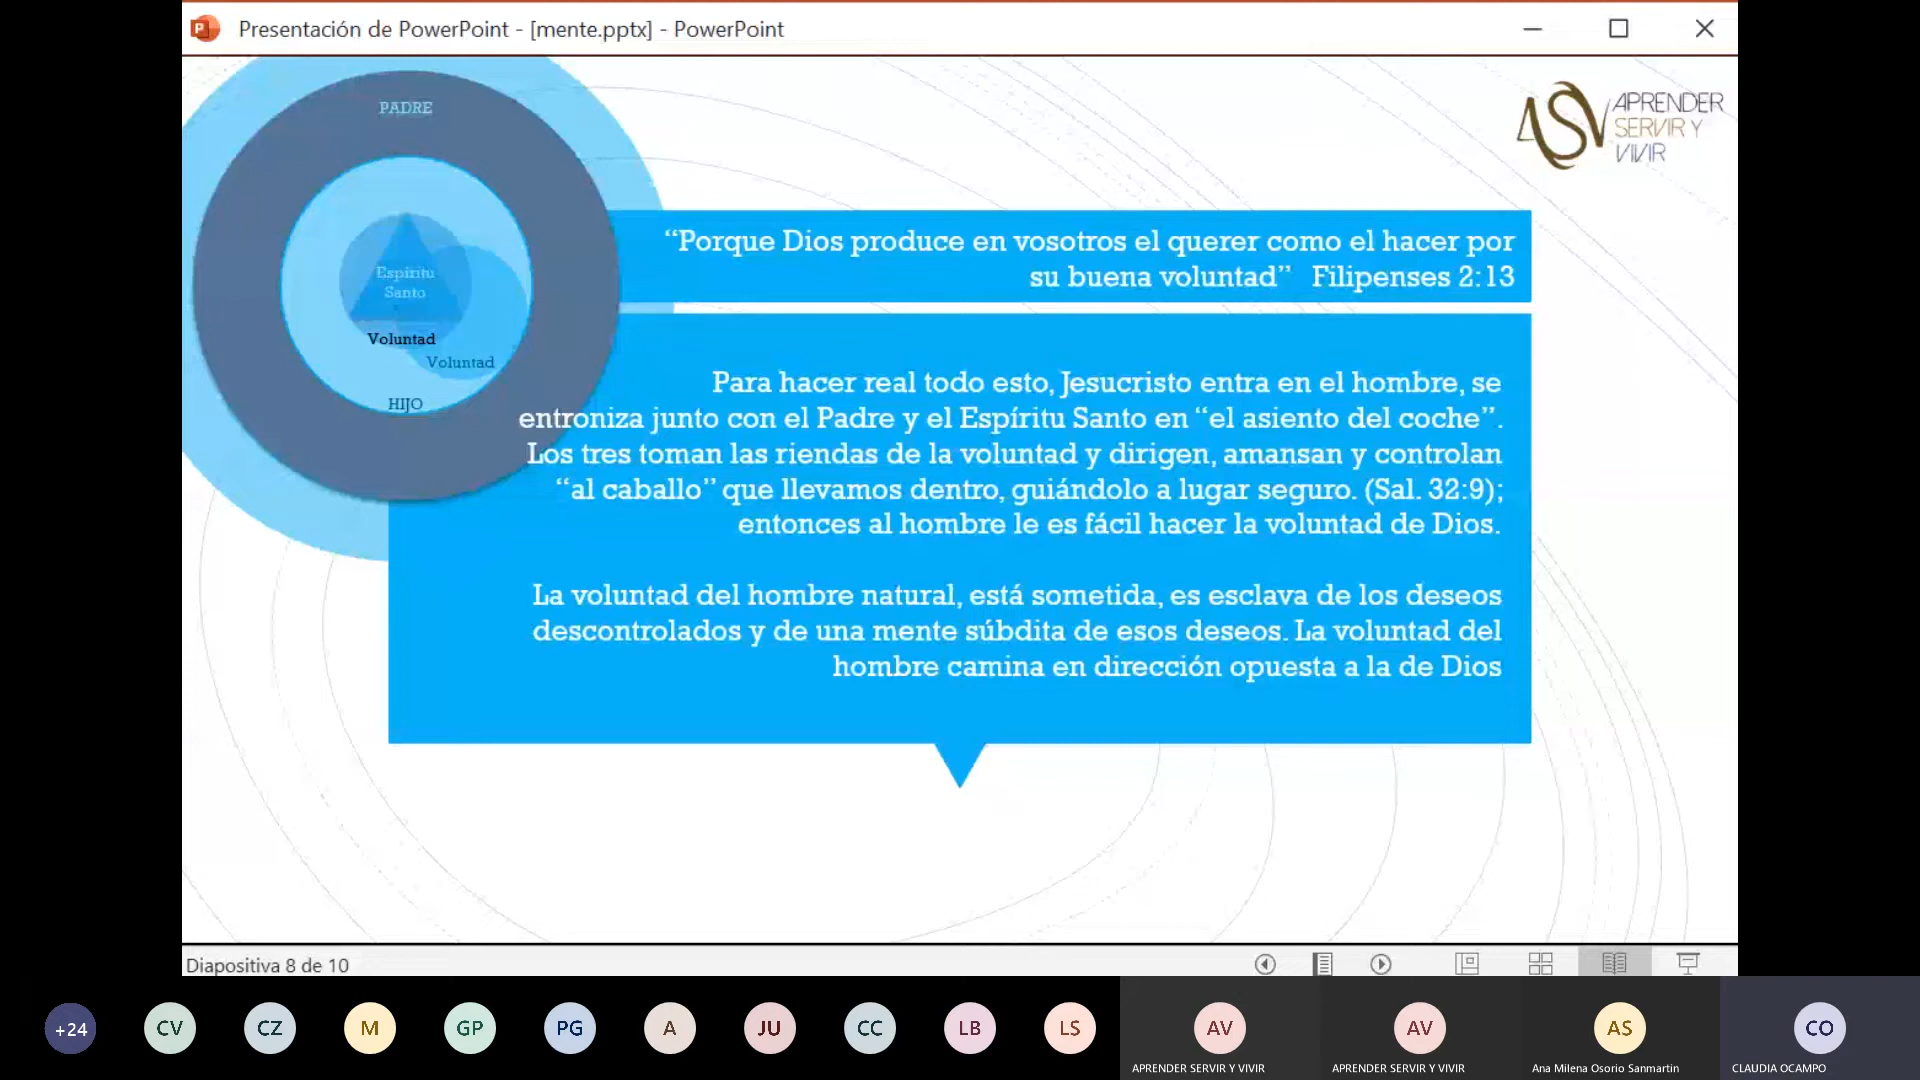 Presentación de PowerPoint - [mente.pptx] - PowerPoint
APRENDER
SERVIR Y
VIVIR
PADRE
Espíritu
Santo
Voluntad
Voluntad
HIJO
“Porque Dios produce en vosotros el querer como el hacer por
su buena voluntad”   Filipenses 2:13
Para hacer real todo esto, Jesucristo entra en el hombre, se
entroniza junto con el Padre y el Espíritu Santo en “el asiento del coche”.
Los tres toman las riendas de la voluntad y dirigen, amansan y controlan
“al caballo” que llevamos dentro, guiándolo a lugar seguro. (Sal. 32:9);
entonces al hombre le es fácil hacer la voluntad de Dios.
La voluntad del hombre natural, está sometida, es esclava de los deseos
descontrolados y de una mente súbdita de esos deseos. La voluntad del
hombre camina en dirección opuesta a la de Dios
Diapositiva 8 de 10
+24
CV
CZ
M
GP
PG
A
JU
CC
LB
LS
AV
AV
AS
CO
APRENDER SERVIR Y VIVIR
APRENDER SERVIR Y VIVIR
Ana Milena Osorio Sanmartin
CLAUDIA OCAMPO